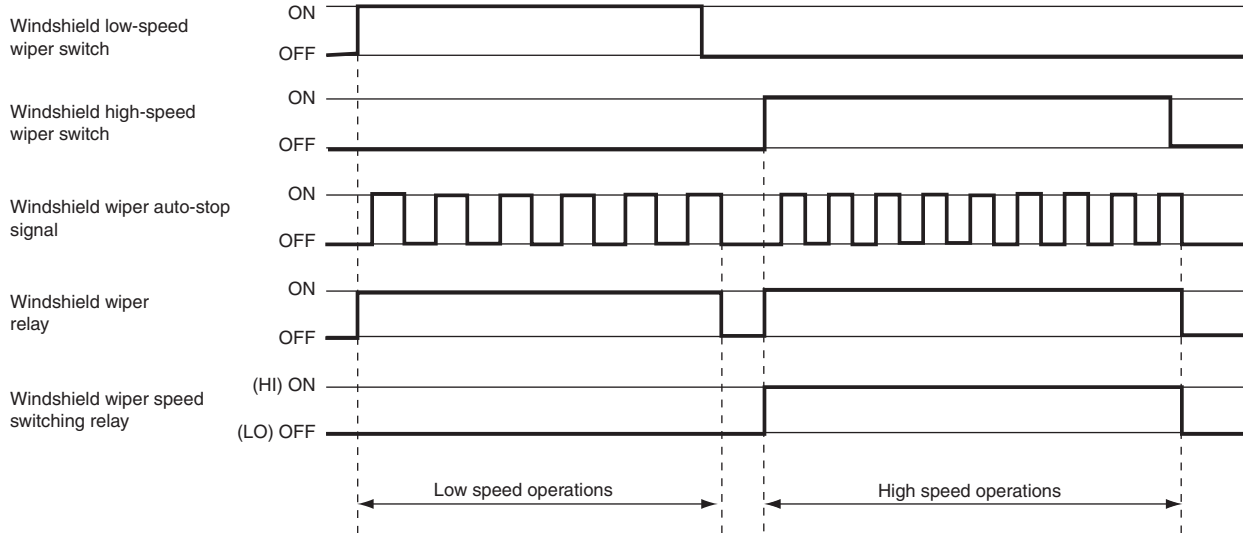 Windshield low-speed
wiper switch
ON
OFF
Windshield high-speed
wiper switch
ON
OFF
Windshield wiper auto-stop
signal
ON
OFF
Windshield wiper
relay
ON
OFF
Windshield wiper speed
switching relay
(HI) ON
(LO) OFF
Low speed operations
High speed operations